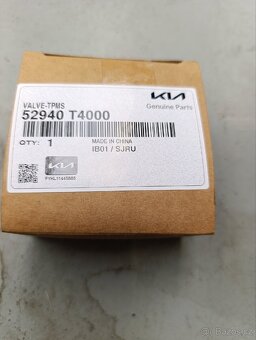 KIA
Genuine Parts
VALVE-TPMS
52940 T4000
QTY: 1
MADE IN CHINA
IB01 / SJRU
KIA